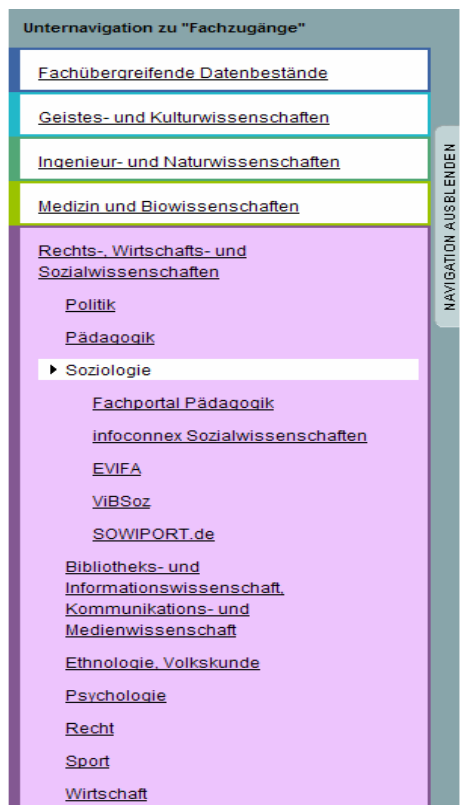 Unternavigation zu "Fachzugänge"
Fachübergreifende Datenbestände
Geistes- und Kulturwissenschaften
Ingenieur- und Naturwissenschaften
Medizin und Biowissenschaften
Rechts-, Wirtschafts- und
Sozialwissenschaften
Politik
Pädagogik
Soziologie
Fachportal Pädagogik
infoconnex Sozialwissenschaften
EVIFA
ViBSoz
SOWIPORT.de
Bibliotheks- und
Informationswissenschaft,
Kommunikations- und
Medienwissenschaft
Ethnologie, Volkskunde
Psychologie
Recht
Sport
Wirtschaft
NAVIGATION AUSBLENDEN